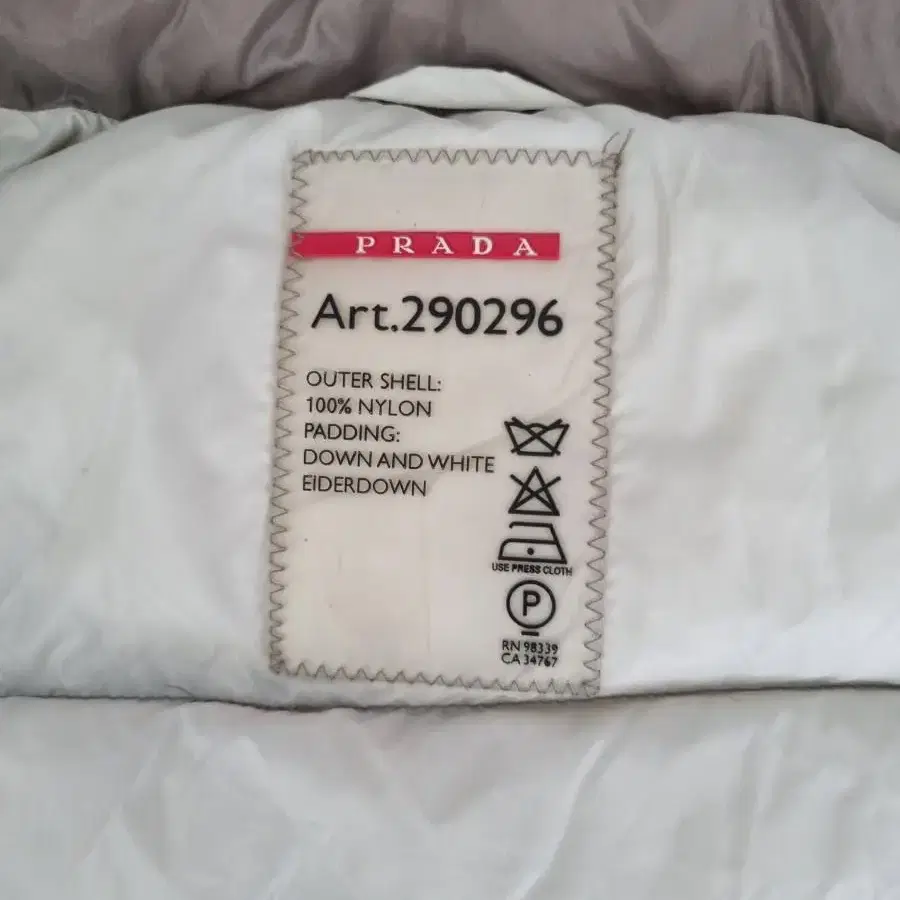 PRADA
Art.290296
OUTER SHELL:
100% NYLON
PADDING:
DOWN AND WHITE
EIDERDOWN
USE PRESS CLOTH
P
RN 98339
CA 34767